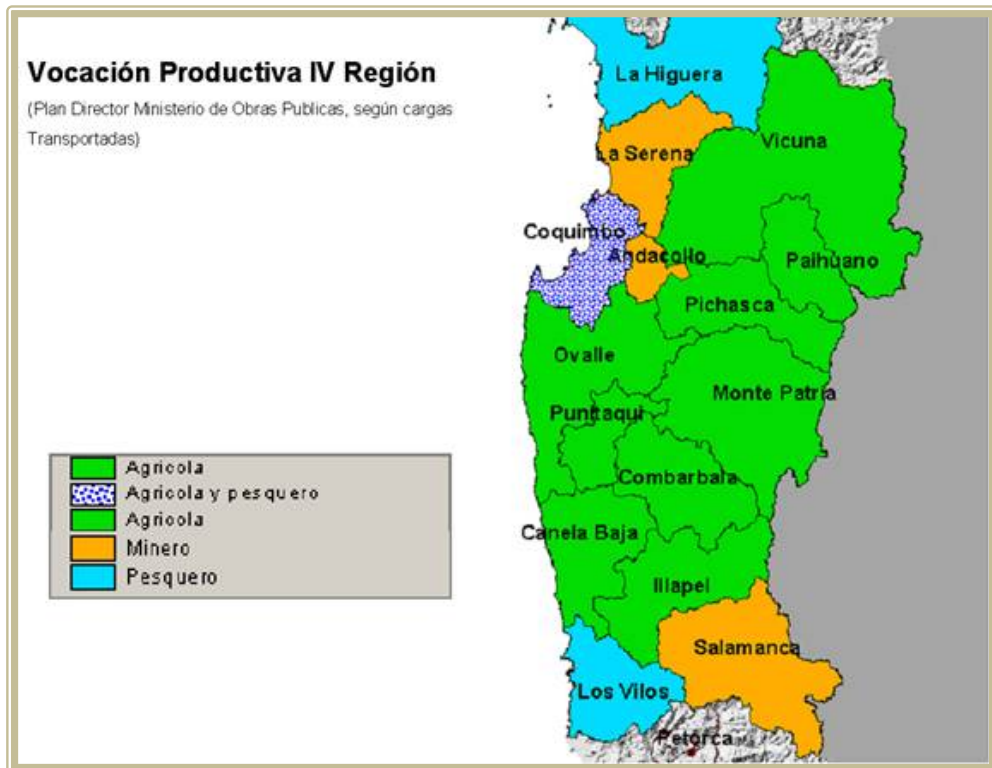 Vocación Productiva IV Región
(Plan Director Ministerio de Obras Publicas, según cargas
Transportadas)
La Higuera
Vicuna
La Serena
Coquimbo
Andacollo
Paihuano
Pichasca
Ovalle
Monte Patria
Punitaqui
Combarbala
Canela Baja
Illapel
Salamanca
Los Vilos
Petorca
Agricola
Agricola y pesquero
Agricola
Minero
Pesquero